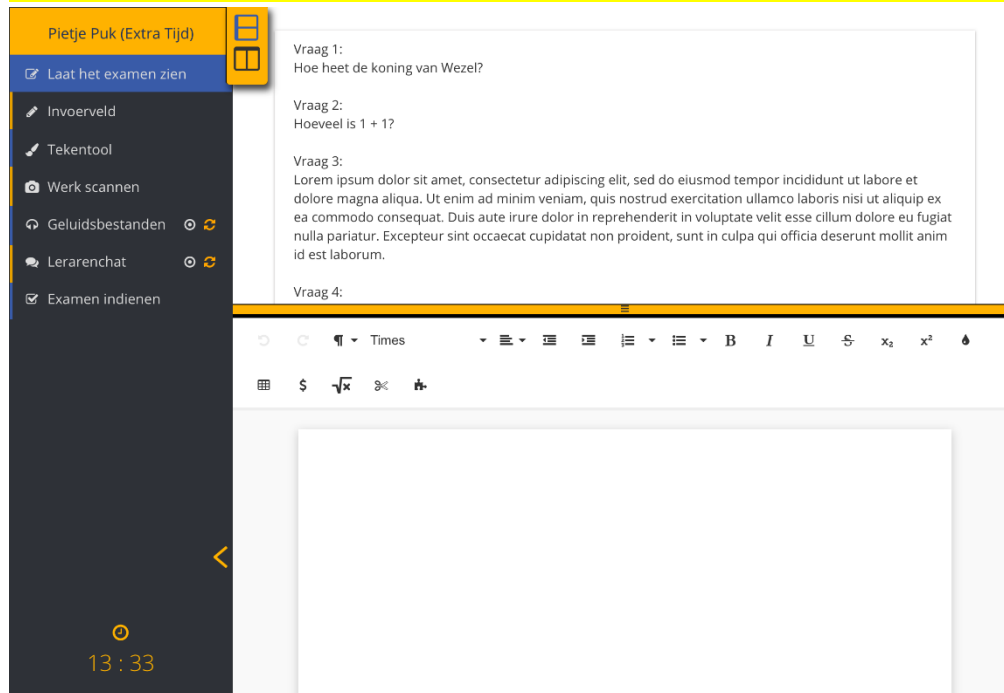 Pietje Puk (Extra Tijd)
Laat het examen zien
Invoerveld
Tekentool
Werk scannen
Geluidsbestanden
Lerarenchat
Examen indienen
13 : 33
Vraag 1:
Hoe heet de koning van Wezel?
Vraag 2:
Hoeveel is 1 + 1?
Vraag 3:
Lorem ipsum dolor sit amet, consectetur adipiscing elit, sed do eiusmod tempor incididunt ut labore et
dolore magna aliqua. Ut enim ad minim veniam, quis nostrud exercitation ullamco laboris nisi ut aliquip ex
ea commodo consequat. Duis aute irure dolor in reprehenderit in voluptate velit esse cillum dolore eu fugiat
nulla pariatur. Excepteur sint occaecat cupidatat non proident, sunt in culpa qui officia deserunt mollit anim
id est laborum.
Vraag 4:
¶ Times B I U S x₂ x²
$ √x